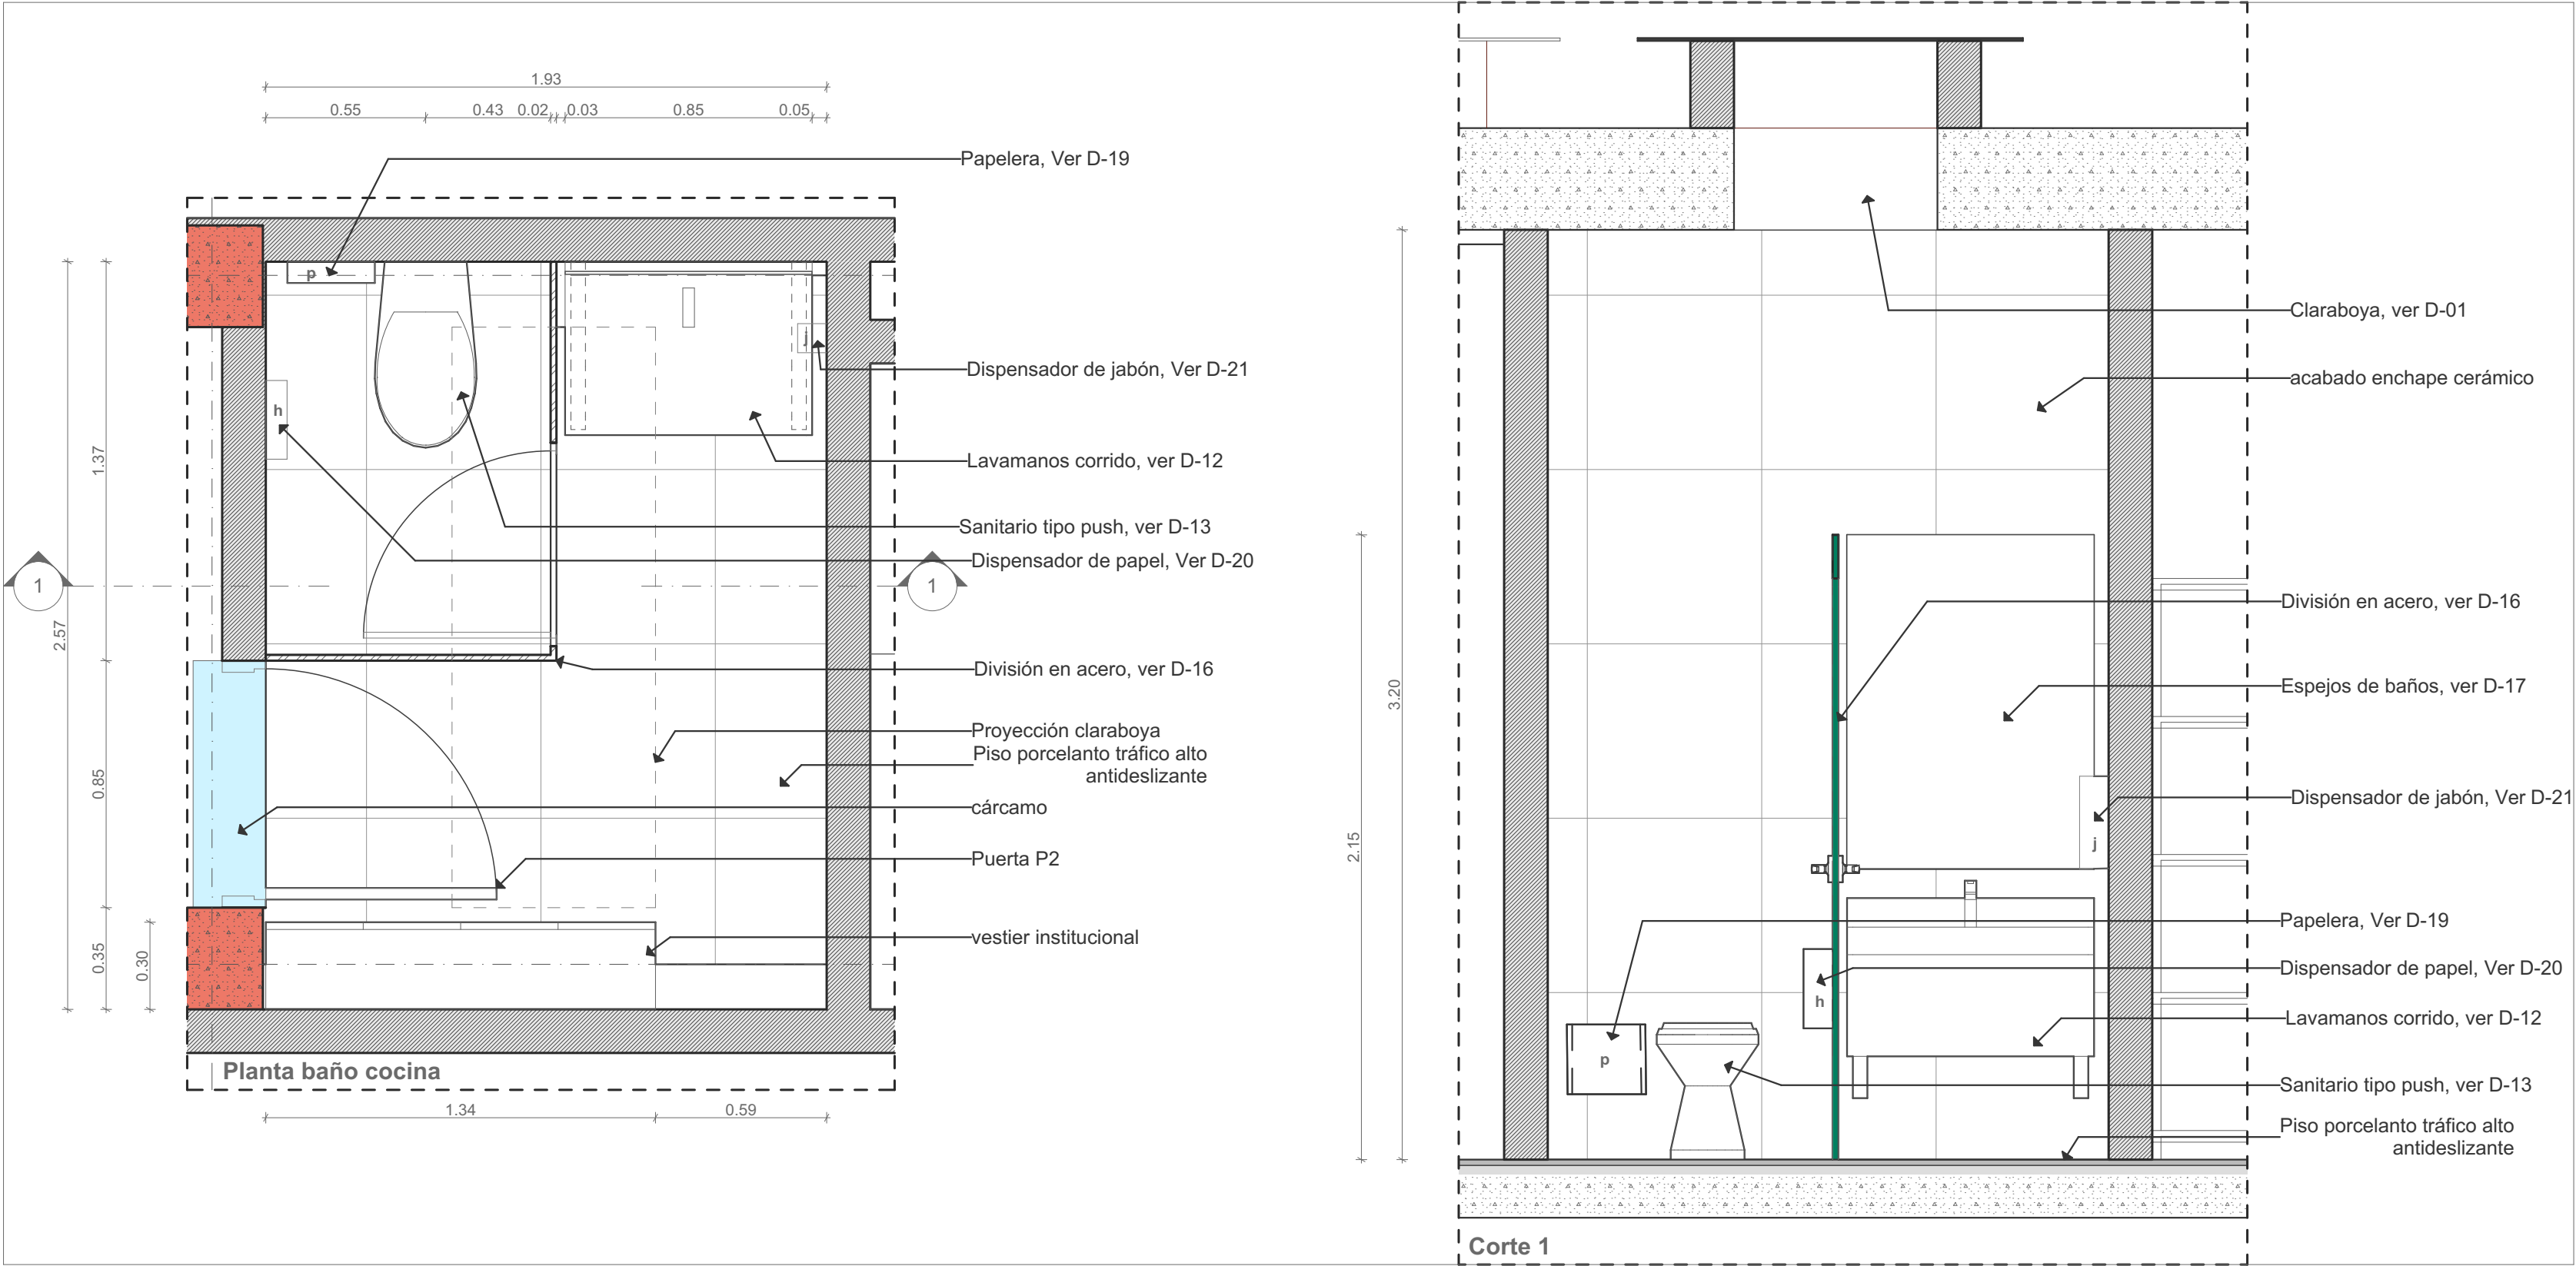 1.93
0.55
0.43
0.02
0.03
0.85
0.05
Papelera, Ver D-19
p
j
Dispensador de jabón, Ver D-21
h
Lavamanos corrido, ver D-12
Sanitario tipo push, ver D-13
Dispensador de papel, Ver D-20
1
1
1.37
2.57
0.85
0.35
0.30
División en acero, ver D-16
Proyección claraboya
Piso porcelanto tráfico alto
antideslizante
cárcamo
Puerta P2
vestier institucional
Planta baño cocina
1.34
0.59
Claraboya, ver D-01
acabado enchape cerámico
División en acero, ver D-16
3.20
2.15
Espejos de baños, ver D-17
Dispensador de jabón, Ver D-21
j
Papelera, Ver D-19
Dispensador de papel, Ver D-20
h
Lavamanos corrido, ver D-12
p
Sanitario tipo push, ver D-13
Piso porcelanto tráfico alto
antideslizante
Corte 1